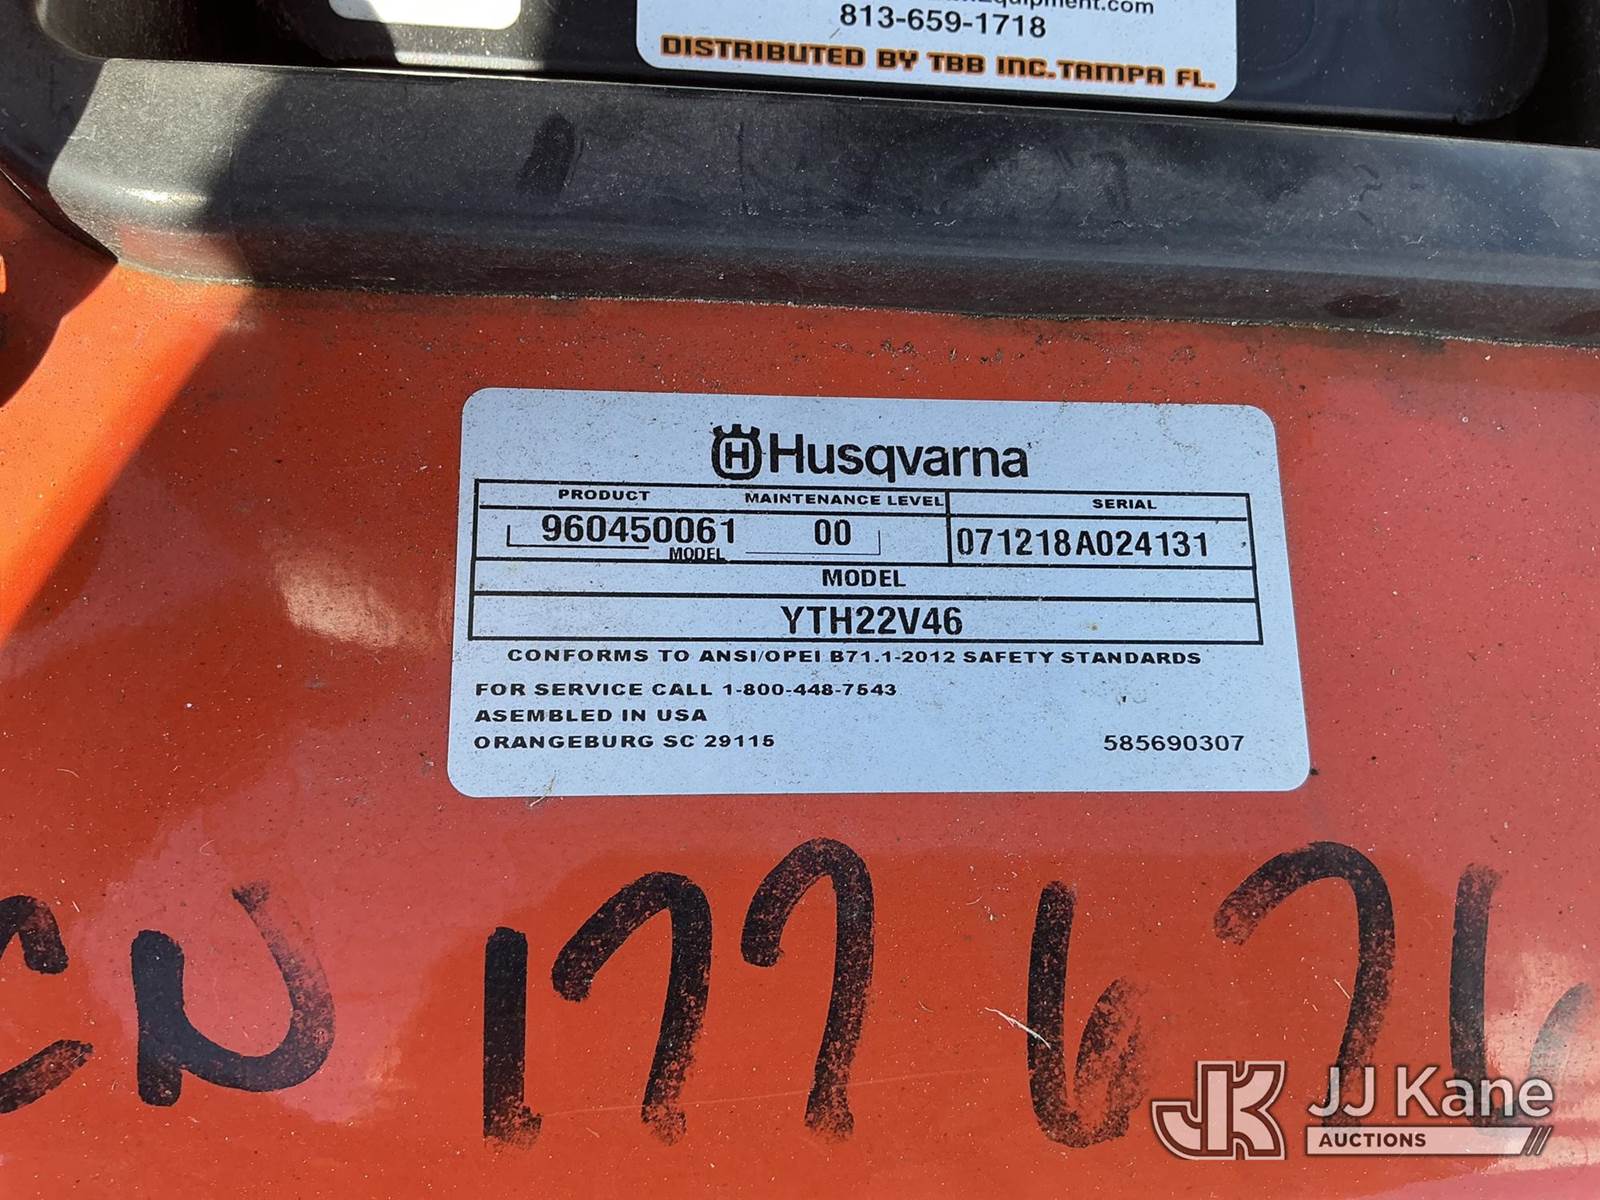 813-659-1718
DISTRIBUTED BY TBB INC. TAMPA FL.
Husqvarna
PRODUCT MAINTENANCE LEVEL SERIAL
960450061 00 071218A024131
MODEL
MODEL
YTH22V46
CONFORMS TO ANSI/OPEI B71.1-2012 SAFETY STANDARDS
FOR SERVICE CALL 1-800-448-7543
ASEMBLED IN USA
ORANGEBURG SC 29115 585690307
177676
JJ Kane
AUCTIONS